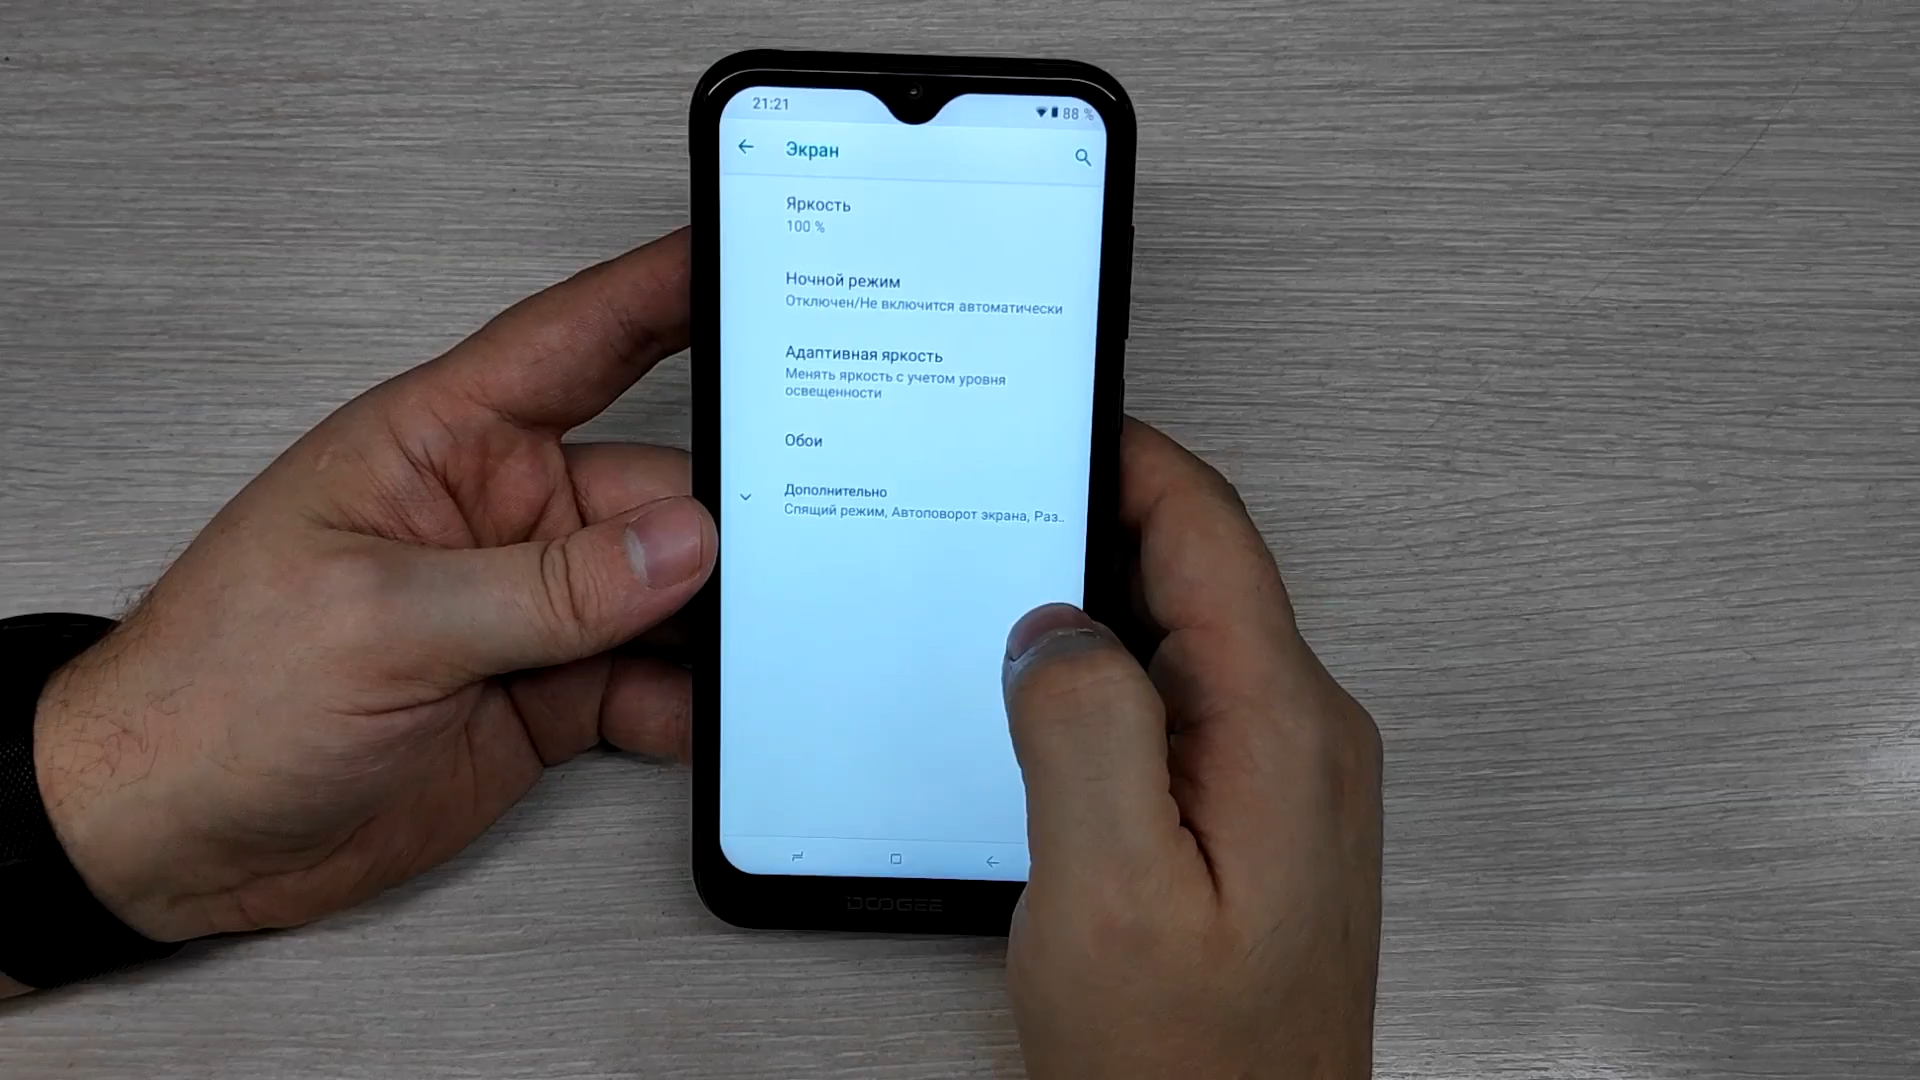 21:21
88 %
Экран
Яркость
100 %
Ночной режим
Отключен/Не включится автоматически
Адаптивная яркость
Менять яркость с учетом уровня
освещенности
Обои
Дополнительно
Спящий режим, Автоповорот экрана, Раз..
DOOGEE